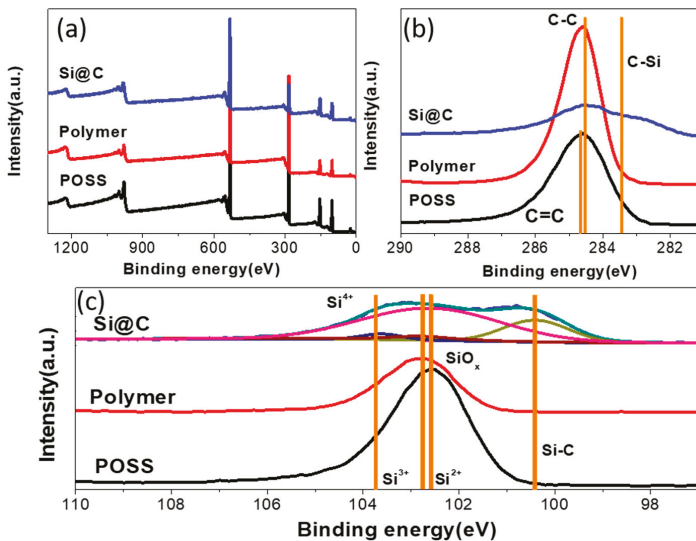 (a)
Si@C
Polymer
POSS
Intensity(a.u.)
1200 900 600 300 0
Binding energy(eV)
(b)
C-C
C-Si
Si@C
Polymer
POSS
C=C
Intensity(a.u.)
290 288 286 284 282
Binding energy(eV)
(c)
Si⁴⁺
Si@C
SiOₓ
Polymer
POSS
Si³⁺
Si²⁺
Si-C
Intensity(a.u.)
110 108 106 104 102 100 98
Binding energy(eV)